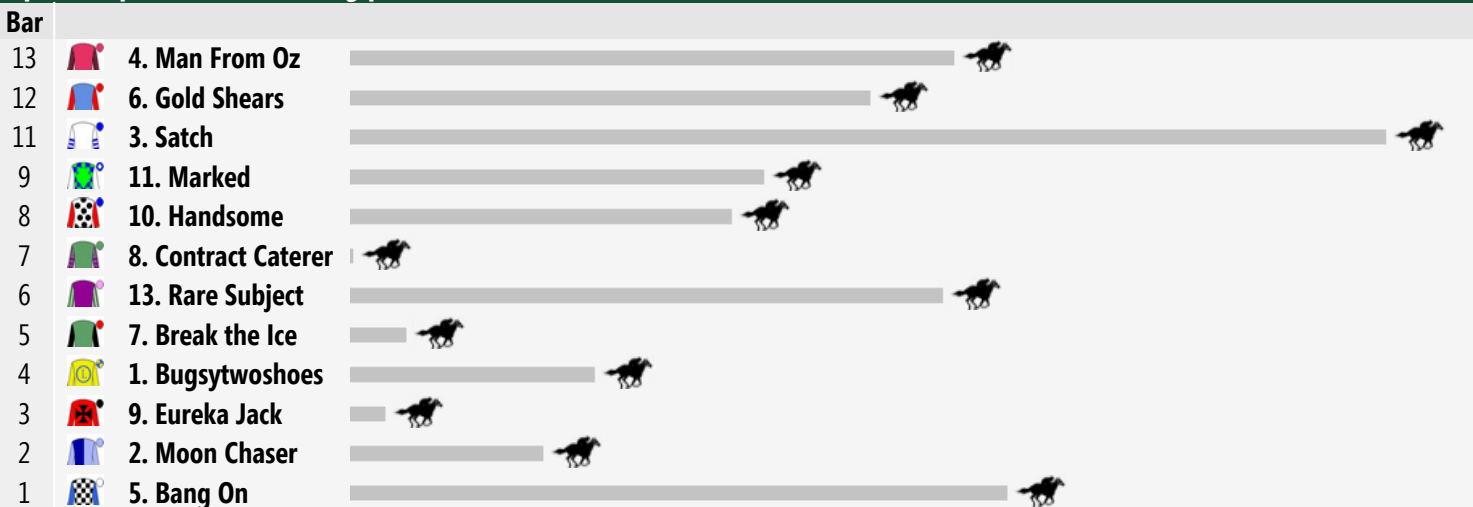 Bar
13 4. Man From Oz
12 6. Gold Shears
11 3. Satch
9 11. Marked
8 10. Handsome
7 8. Contract Caterer
6 13. Rare Subject
5 7. Break the Ice
4 1. Bugsytwoshoes
3 9. Eureka Jack
2 2. Moon Chaser
1 5. Bang On